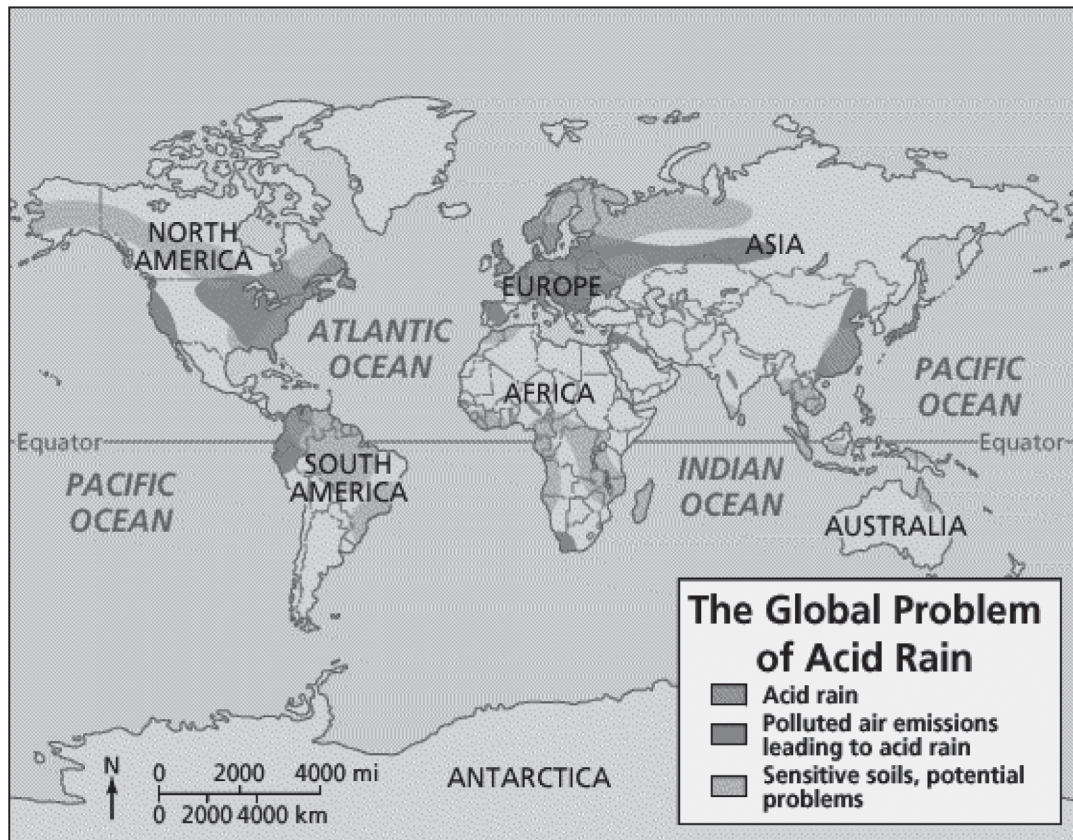 NORTH
AMERICA
ASIA
EUROPE
ATLANTIC
OCEAN
PACIFIC
OCEAN
AFRICA
Equator
Equator
SOUTH
AMERICA
PACIFIC
OCEAN
INDIAN
OCEAN
AUSTRALIA
The Global Problem
of Acid Rain
Acid rain
Polluted air emissions
leading to acid rain
Sensitive soils, potential
problems
N
0 2000 4000 mi
0 2000 4000 km
ANTARCTICA